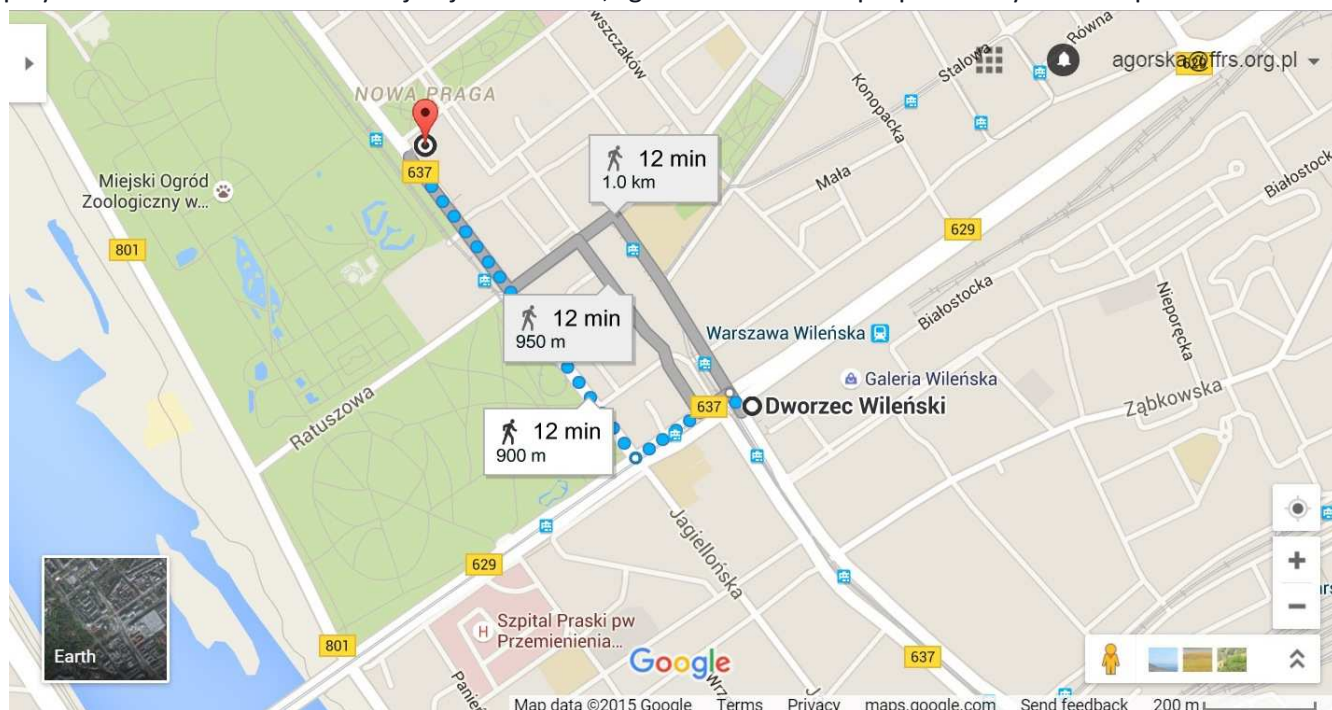 Równa
Stalowa
agorska@ffrs.org.pl
NOWA PRAGA
Konopacka
12 min
1.0 km
637
Mała
Miejski Ogród
Zoologiczny w...
Białostock
801
629
12 min
950 m
Warszawa Wileńska
Białostocka
Nieporęcka
Galeria Wileńska
637
Dworzec Wileński
Ząbkowska
Ratuszowa
12 min
900 m
Jagiellońska
629
Szpital Praski pw
Przemienienia...
801
Earth
Google
637
Map data ©2015 Google Terms Privacy maps.google.com Send feedback 200 m